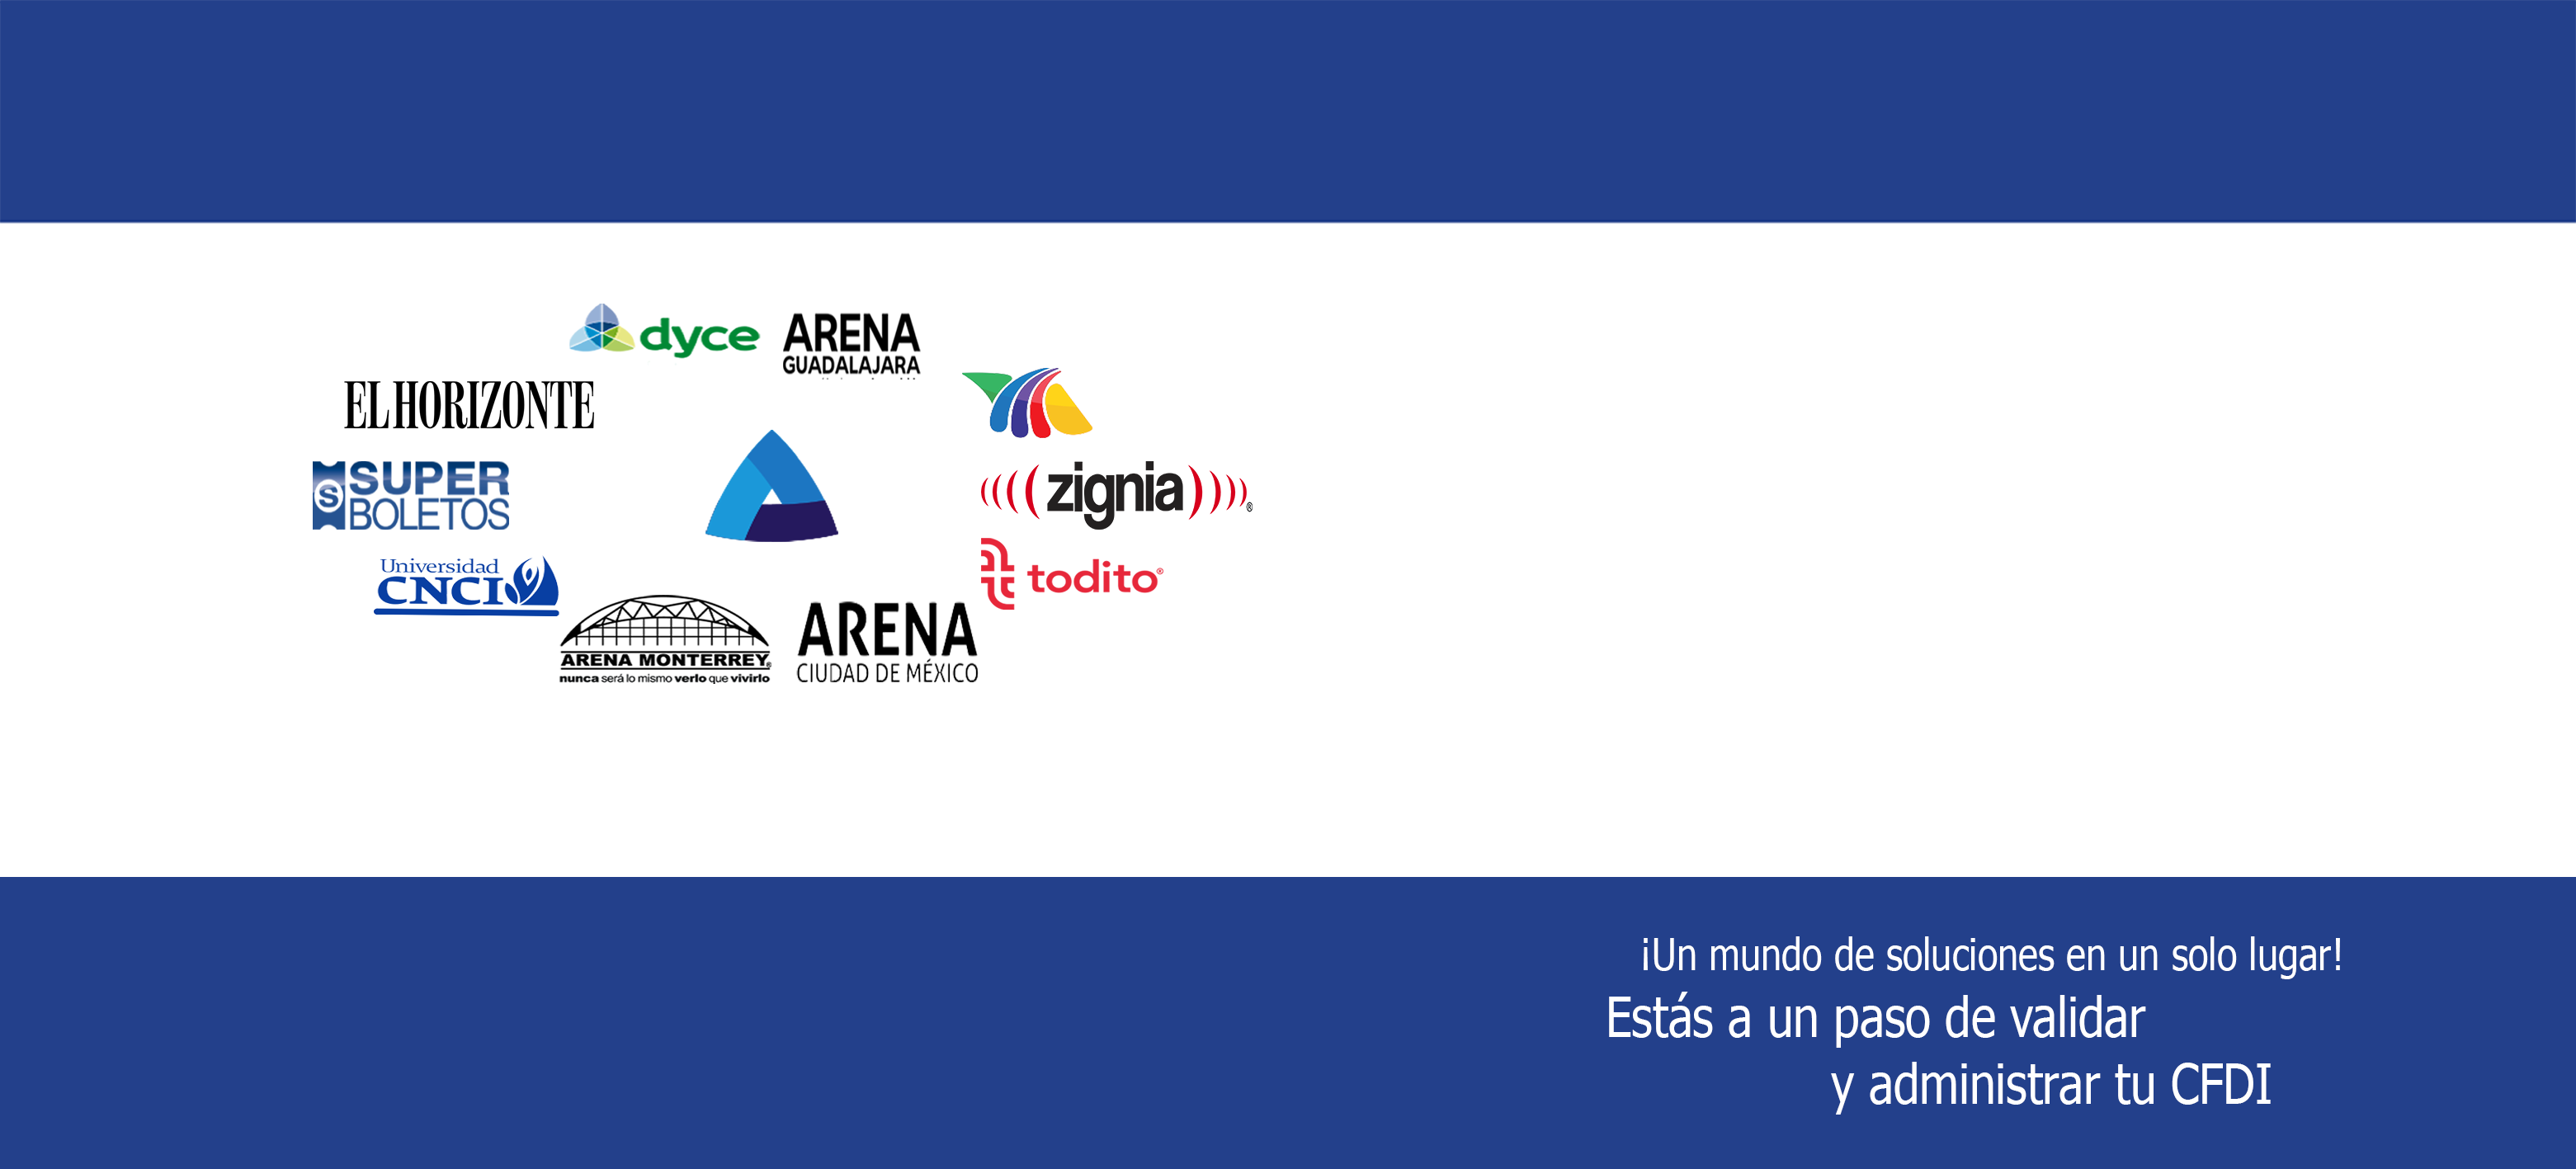 dyce
ARENA
GUADALAJARA
EL HORIZONTE
S SUPER
BOLETOS
zignia®
Universidad
CNCI
todito®
ARENA MONTERREY®
nunca será lo mismo verlo que vivirlo
ARENA
CIUDAD DE MÉXICO
¡Un mundo de soluciones en un solo lugar!
Estás a un paso de validar
y administrar tu CFDI